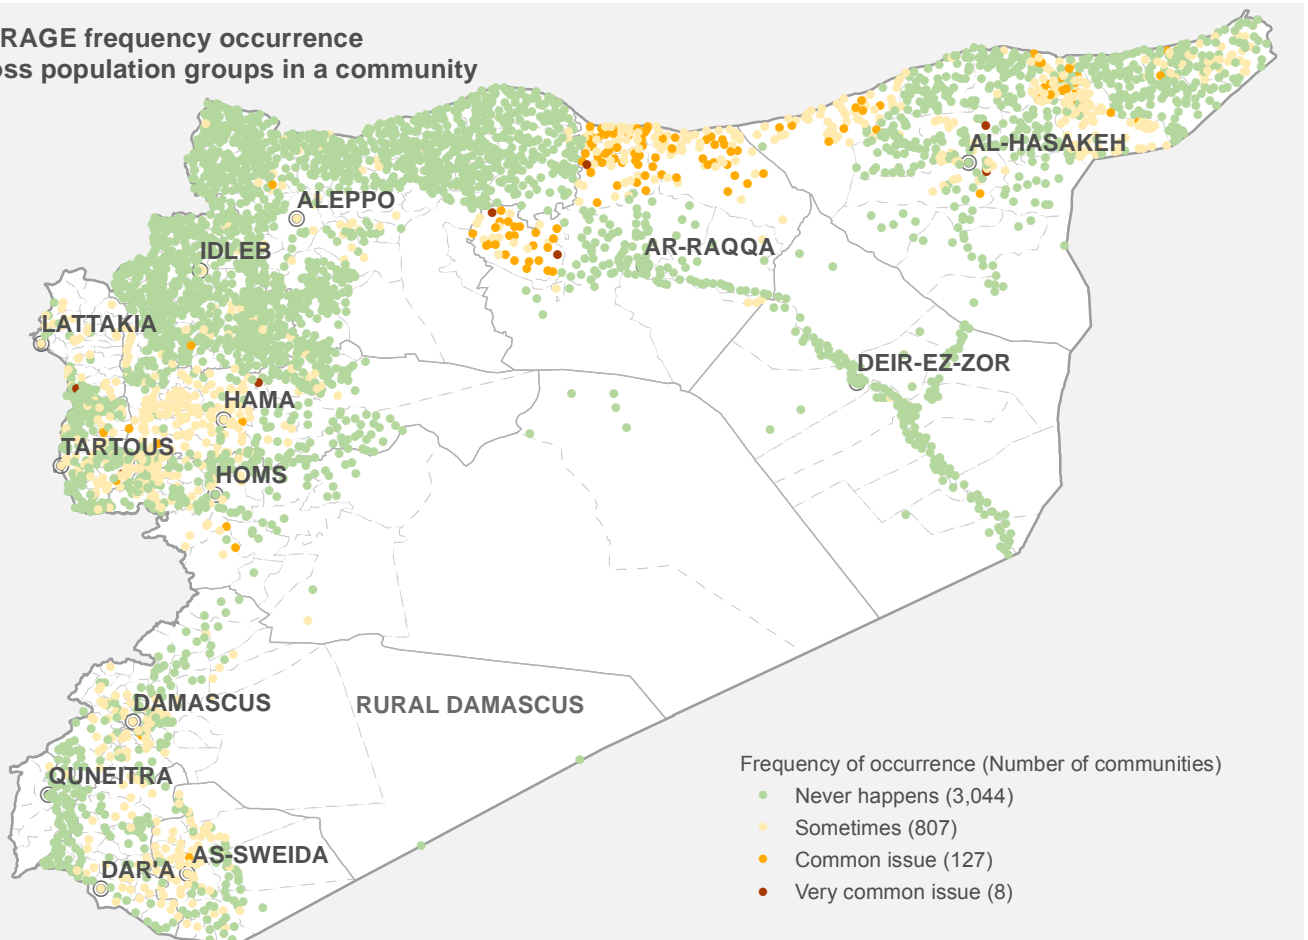 RAGE frequency occurrence
oss population groups in a community
AL-HASAKEH
ALEPPO
AR-RAQQA
IDLEB
LATTAKIA
DEIR-EZ-ZOR
HAMA
TARTOUS
HOMS
DAMASCUS
RURAL DAMASCUS
QUNEITRA
AS-SWEIDA
DAR'A
Frequency of occurrence (Number of communities)
Never happens (3,044)
Sometimes (807)
Common issue (127)
Very common issue (8)